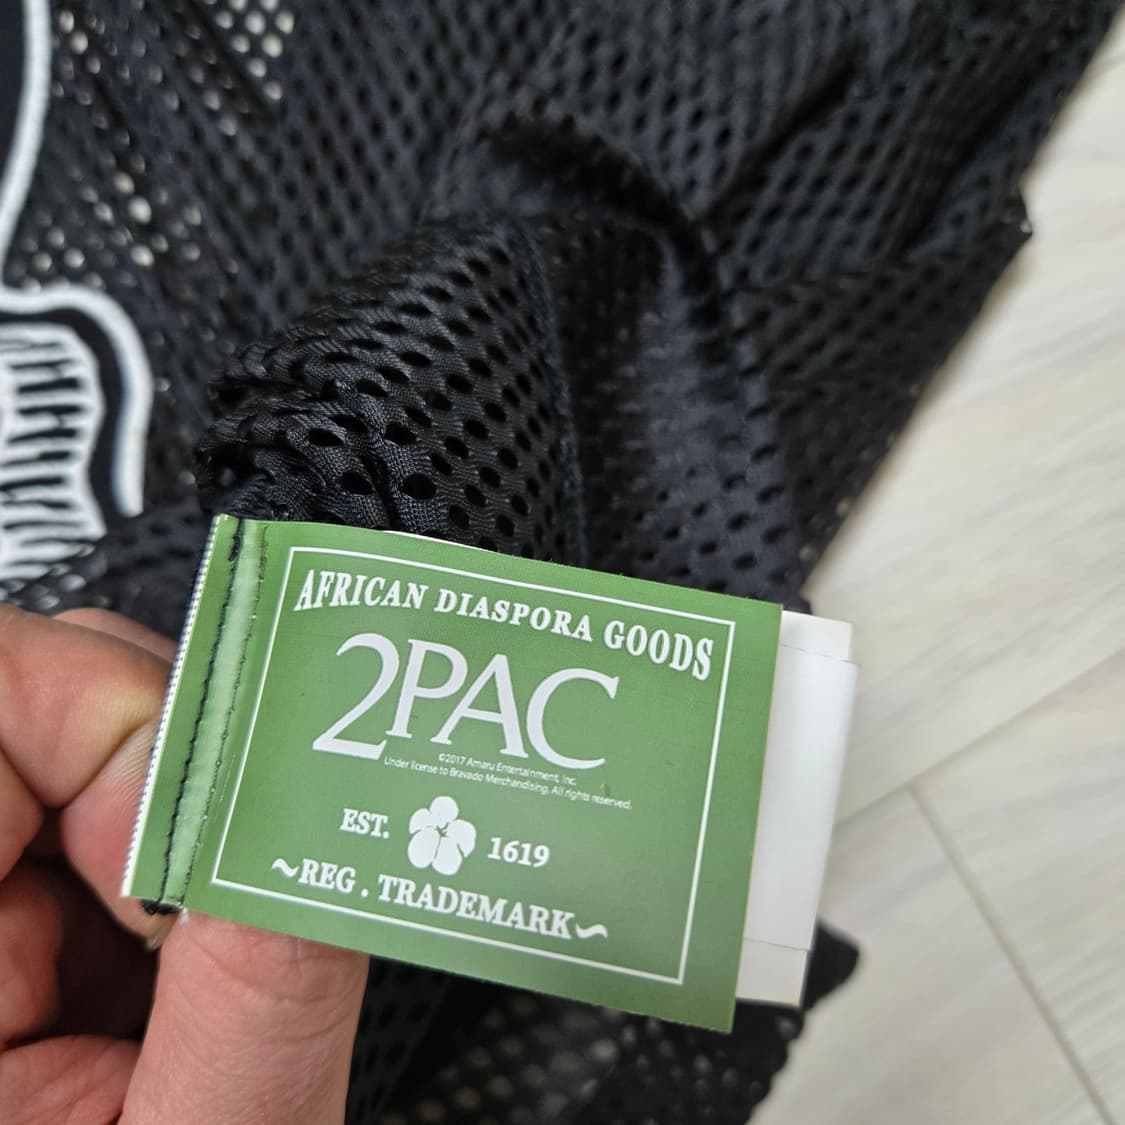 AFRICAN DIASPORA GOODS
2PAC
©2017 Amaru Entertainment, Inc.
Under license to Bravado Merchandising. All rights reserved.
EST. 1619
~REG . TRADEMARK~